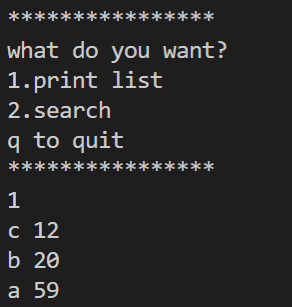 ****************
what do you want?
1.print list
2.search
q to quit
****************
1
c 12
b 20
a 59